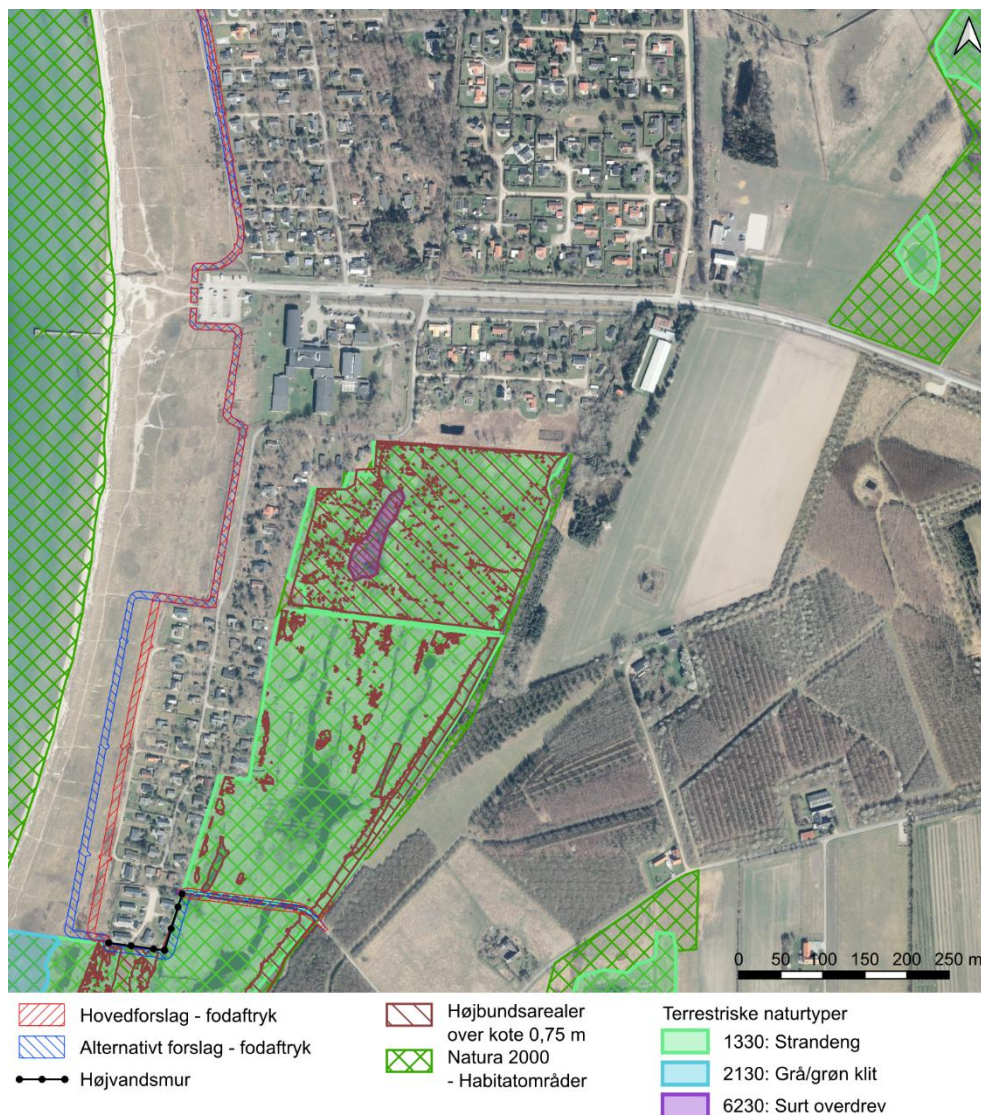 0
50
100
150
200
250 m
Hovedforslag - fodaftryk
Alternativt forslag - fodaftryk
Højvandsmur
Højbundsarealer
over kote 0,75 m
Natura 2000
- Habitatområder
Terrestriske naturtyper
1330: Strandeng
2130: Grå/grøn klit
6230: Surt overdrev